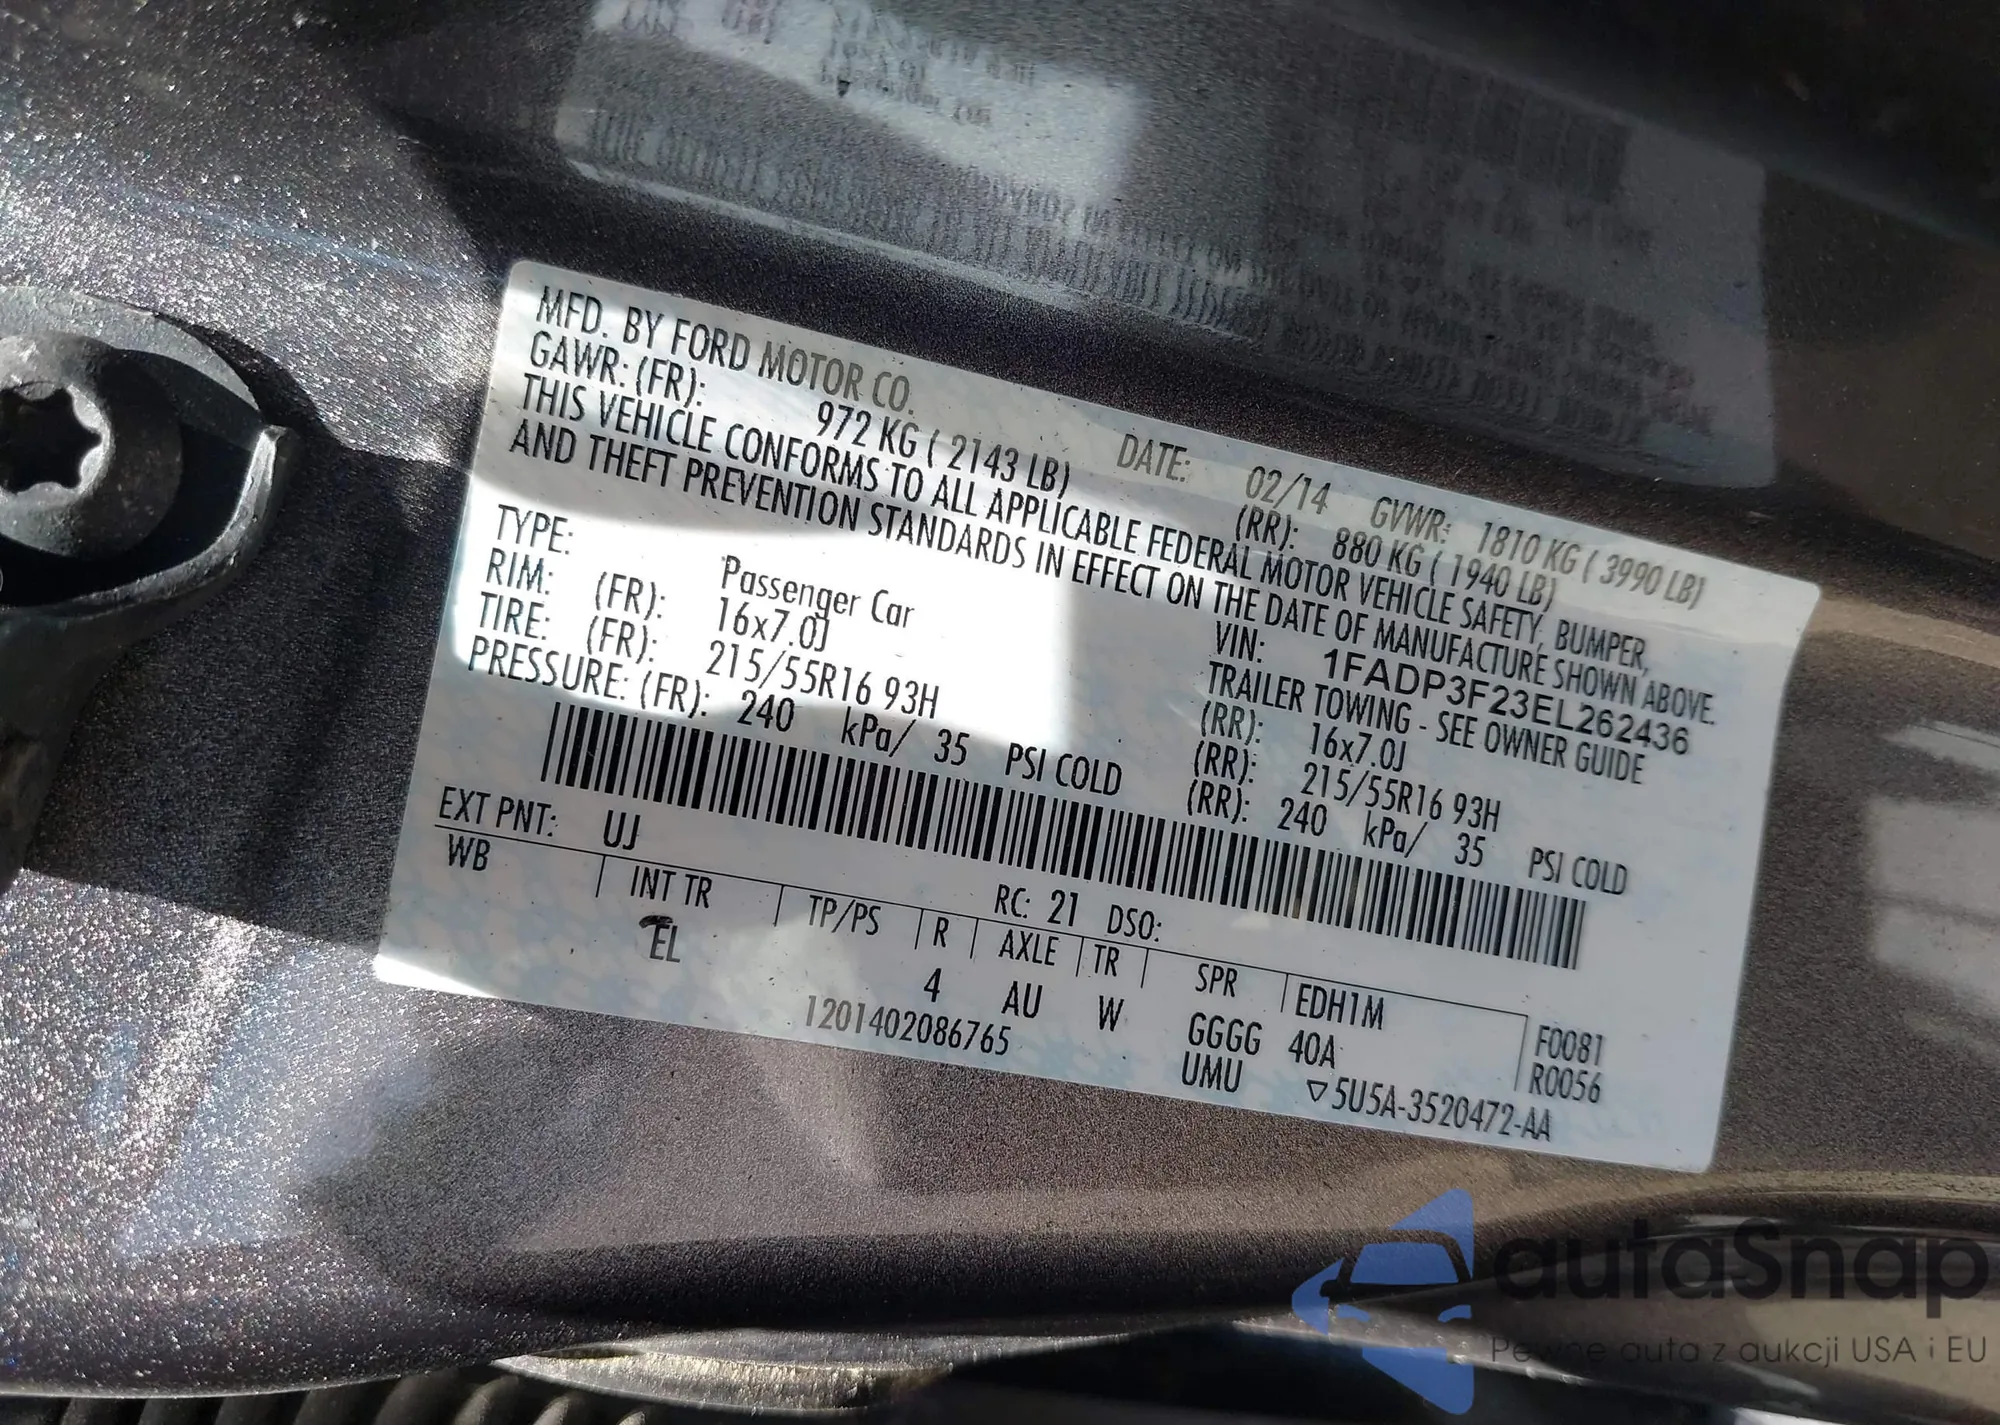 MFD. BY FORD MOTOR CO. DATE: 02/14 GVWR: 1810 KG ( 3990 LB)
GAWR: (FR): 972 KG ( 2143 LB) (RR): 880 KG ( 1940 LB)
THIS VEHICLE CONFORMS TO ALL APPLICABLE FEDERAL MOTOR VEHICLE SAFETY, BUMPER,
AND THEFT PREVENTION STANDARDS IN EFFECT ON THE DATE OF MANUFACTURE SHOWN ABOVE.
VIN: 1FADP3F23EL262436
TYPE: Passenger Car TRAILER TOWING - SEE OWNER GUIDE
RIM: (FR): 16x7.0J (RR): 16x7.0J
TIRE: (FR): 215/55R16 93H (RR): 215/55R16 93H
PRESSURE: (FR): 240 kPa/ 35 PSI COLD (RR): 240 kPa/ 35 PSI COLD
EXT PNT: UJ RC: 21 DSO:
WB INT TR TP/PS R AXLE TR SPR EDH1M F0081
EL 4 AU W GGGG 40A R0056
1201402086765 UMU ▽5U5A-3520472-AA
autaSnap
Pewne auta z aukcji USA i EU